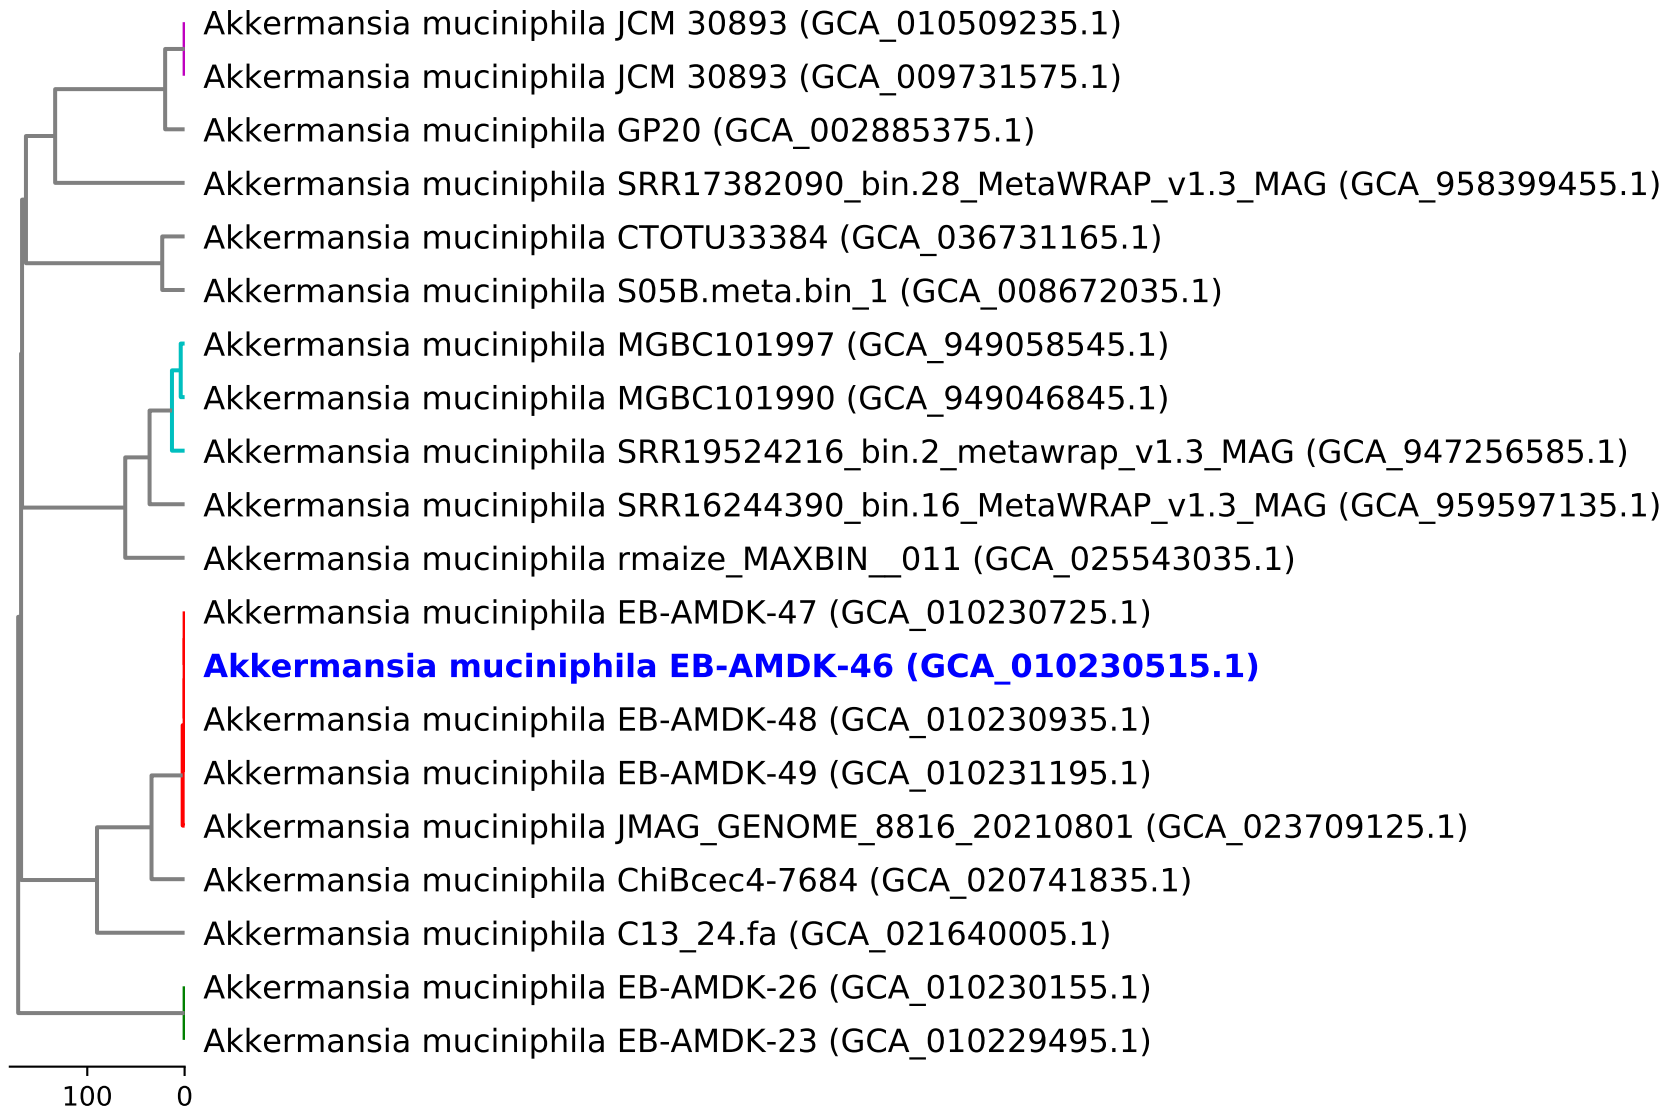 Akkermansia muciniphila JCM 30893 (GCA_010509235.1)
Akkermansia muciniphila JCM 30893 (GCA_009731575.1)
Akkermansia muciniphila GP20 (GCA_002885375.1)
Akkermansia muciniphila SRR17382090_bin.28_MetaWRAP_v1.3_MAG (GCA_958399455.1)
Akkermansia muciniphila CTOTU33384 (GCA_036731165.1)
Akkermansia muciniphila S05B.meta.bin_1 (GCA_008672035.1)
Akkermansia muciniphila MGBC101997 (GCA_949058545.1)
Akkermansia muciniphila MGBC101990 (GCA_949046845.1)
Akkermansia muciniphila SRR19524216_bin.2_metawrap_v1.3_MAG (GCA_947256585.1)
Akkermansia muciniphila SRR16244390_bin.16_MetaWRAP_v1.3_MAG (GCA_959597135.1)
Akkermansia muciniphila rmaize_MAXBIN__011 (GCA_025543035.1)
Akkermansia muciniphila EB-AMDK-47 (GCA_010230725.1)
Akkermansia muciniphila EB-AMDK-46 (GCA_010230515.1)
Akkermansia muciniphila EB-AMDK-48 (GCA_010230935.1)
Akkermansia muciniphila EB-AMDK-49 (GCA_010231195.1)
Akkermansia muciniphila JMAG_GENOME_8816_20210801 (GCA_023709125.1)
Akkermansia muciniphila ChiBcec4-7684 (GCA_020741835.1)
Akkermansia muciniphila C13_24.fa (GCA_021640005.1)
Akkermansia muciniphila EB-AMDK-26 (GCA_010230155.1)
Akkermansia muciniphila EB-AMDK-23 (GCA_010229495.1)
100 0